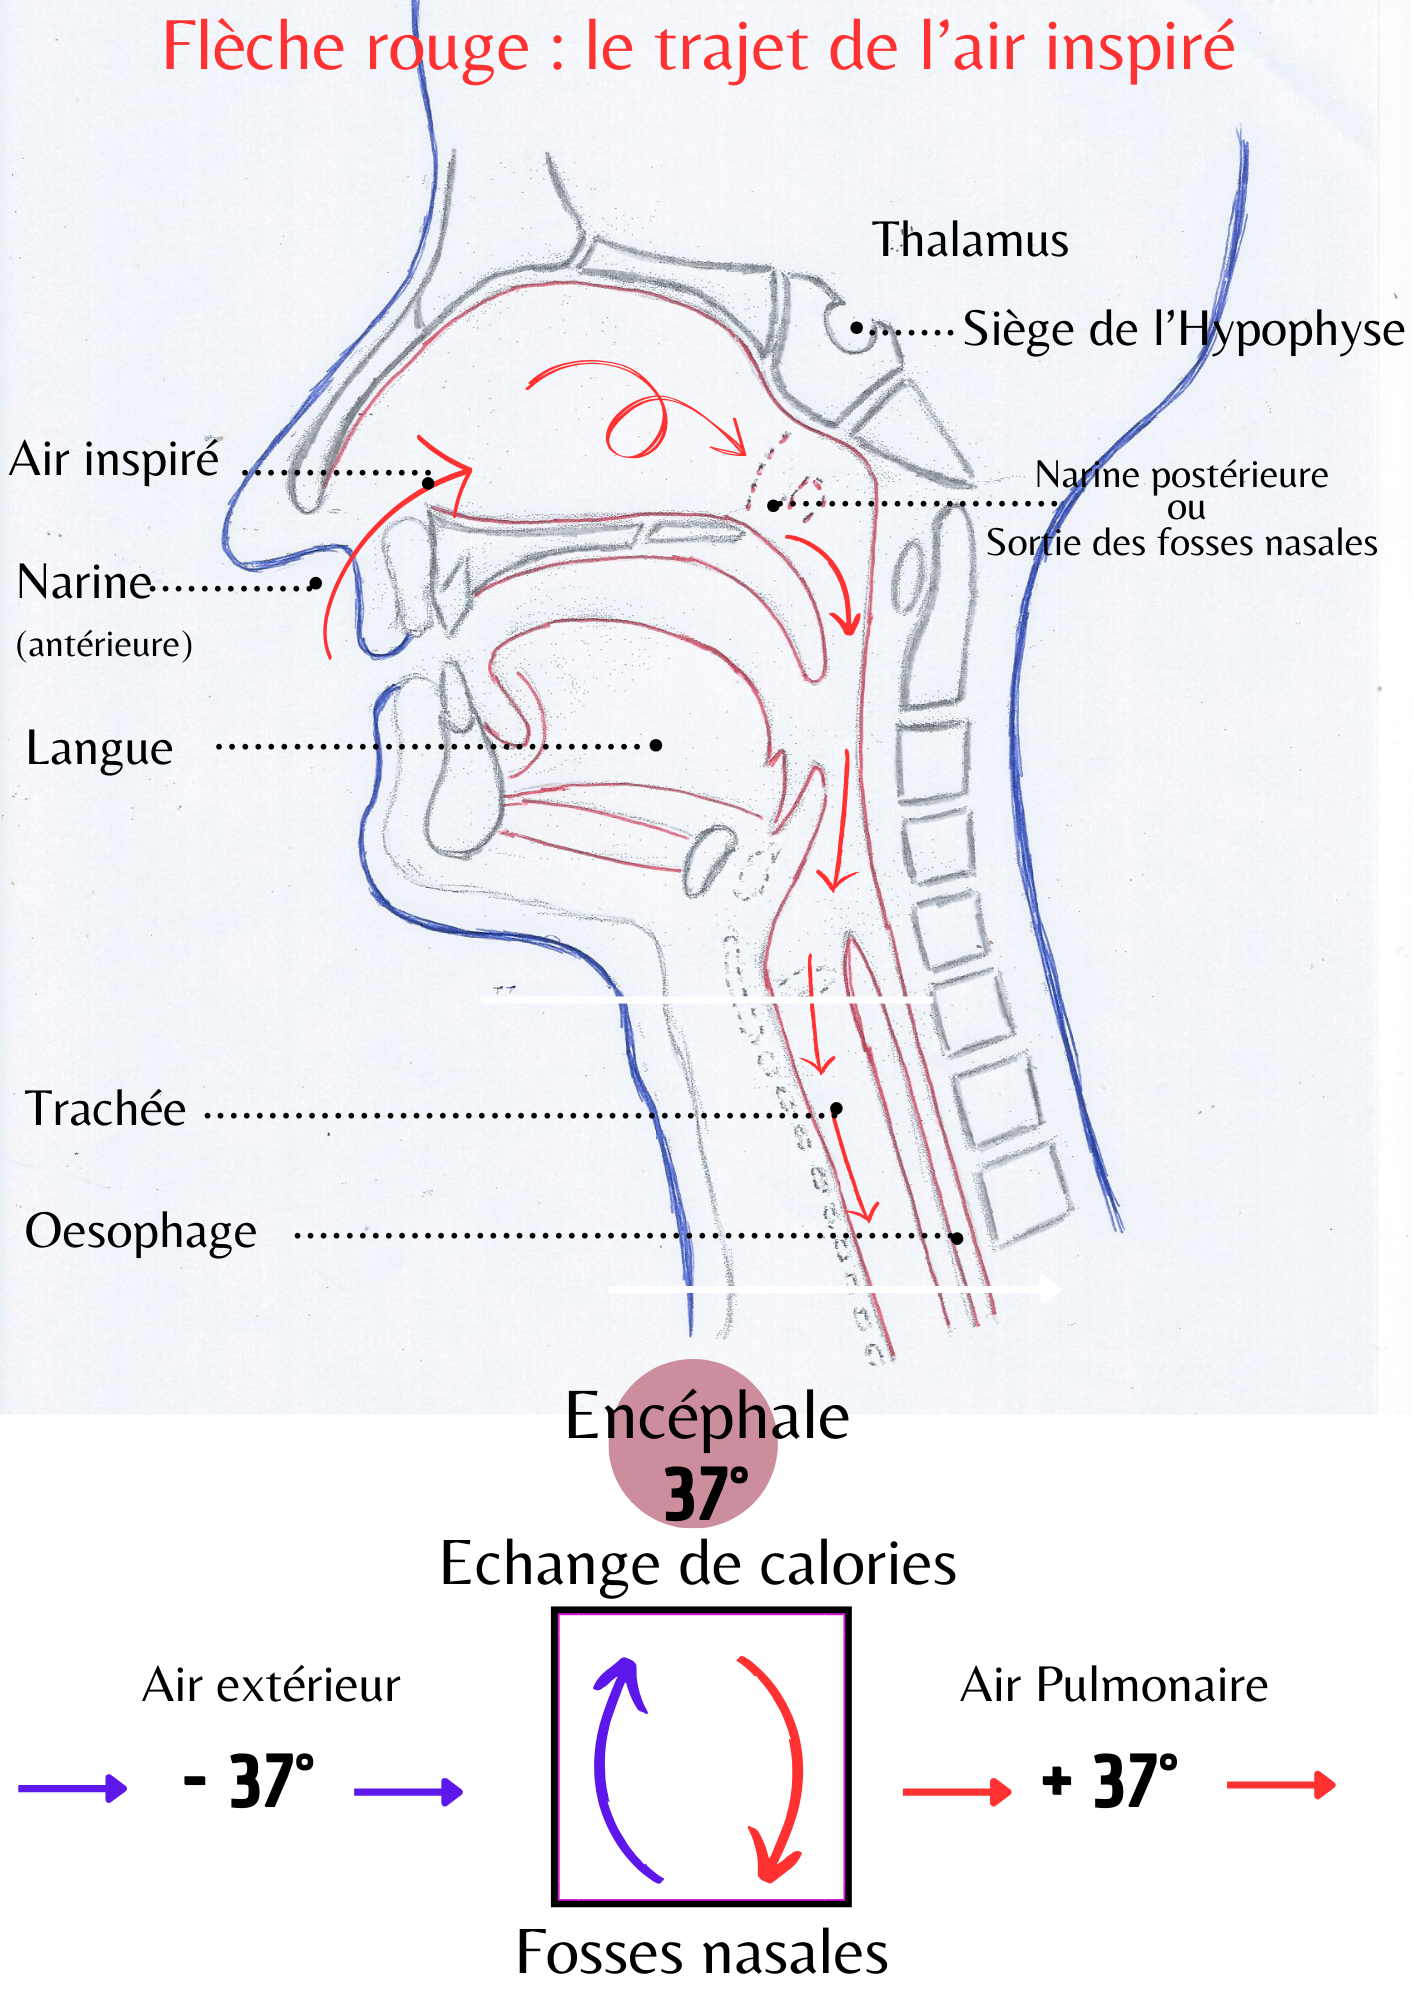 Flèche rouge : le trajet de l'air inspiré
Thalamus
Siège de l'Hypophyse
Air inspiré
Narine postérieure
ou
Sortie des fosses nasales
Narine
(antérieure)
Langue
Trachée
Oesophage
Encéphale
37°
Echange de calories
Air extérieur
Air Pulmonaire
- 37°
+ 37°
Fosses nasales